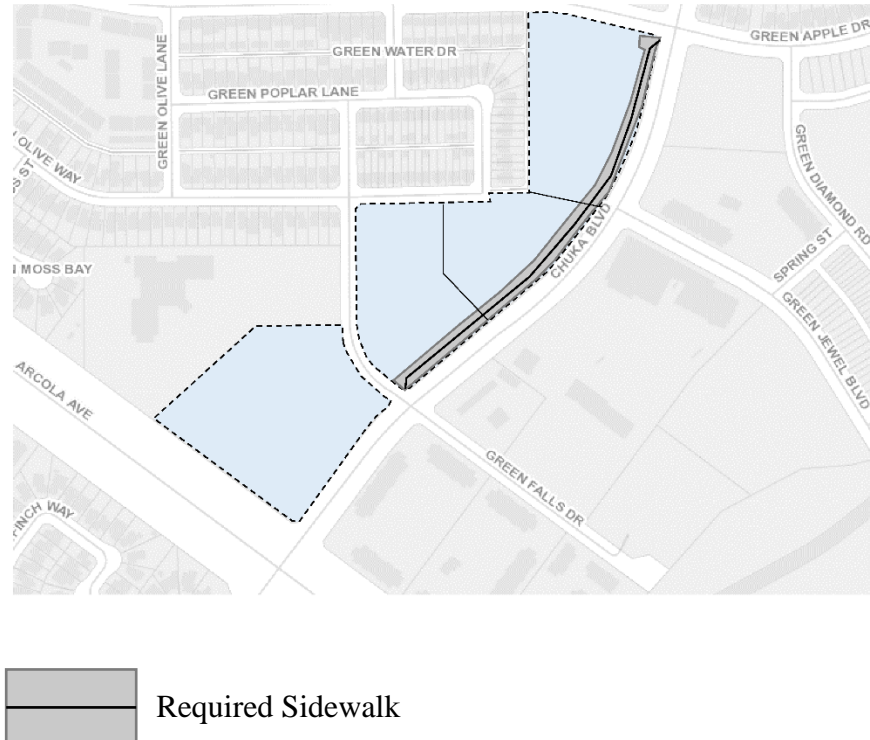 GREEN APPLE DR
GREEN OLIVE LANE
GREEN WATER DR
GREEN POPLAR LANE
OLIVE WAY
ST
GREEN DIAMOND RD
CHUKA BLVD
SPRING ST
N MOSS BAY
GREEN JEWEL BLVD
ARCOLA AVE
GREEN FALLS DR
FINCH WAY
Required Sidewalk